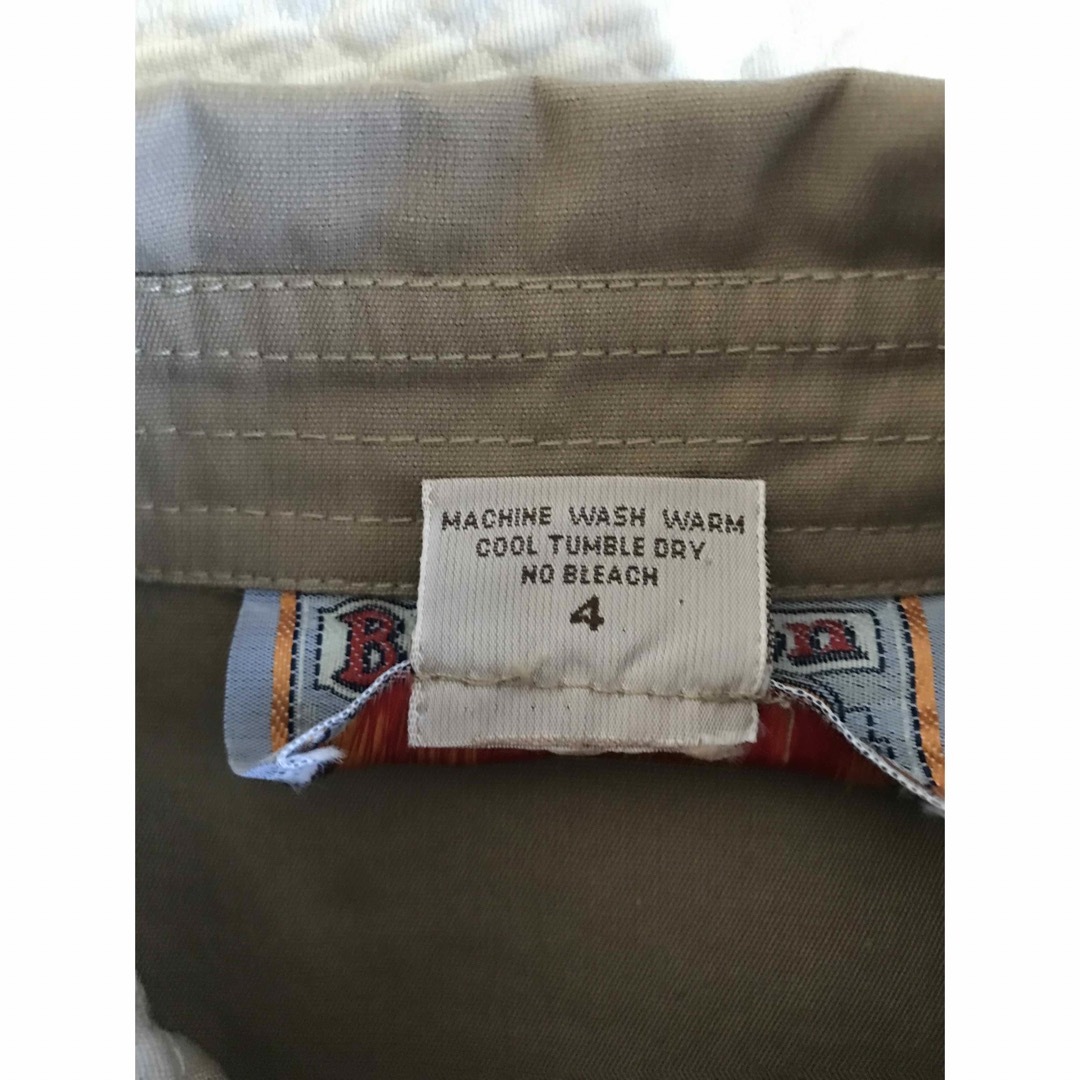 MACHINE WASH WARM
COOL TUMBLE DRY
NO BLEACH
4